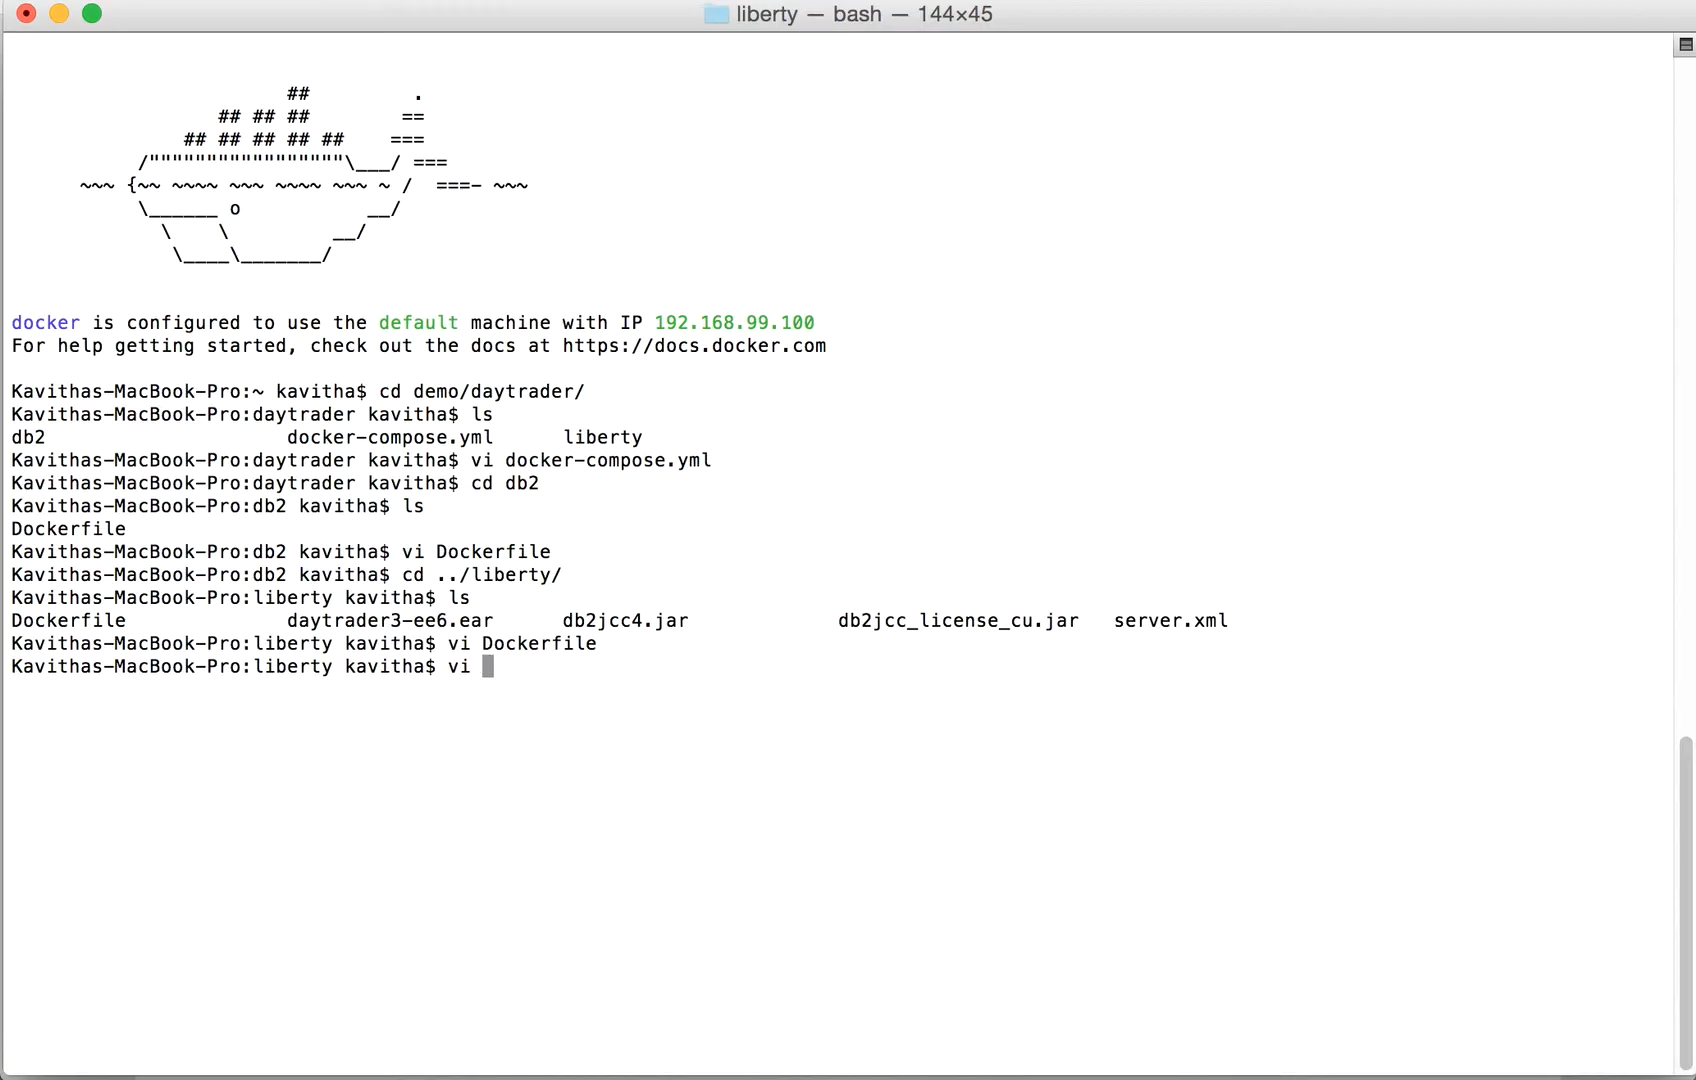 liberty — bash — 144×45
                        ##         .
                  ## ## ##        ==
               ## ## ## ## ##    ===
           /"""""""""""""""""\___/ ===
      ~~~ {~~ ~~~~ ~~~ ~~~~ ~~~ ~ /  ===- ~~~
           \______ o           __/
             \    \         __/
              \____\_______/
docker is configured to use the default machine with IP 192.168.99.100
For help getting started, check out the docs at https://docs.docker.com
Kavithas-MacBook-Pro:~ kavitha$ cd demo/daytrader/
Kavithas-MacBook-Pro:daytrader kavitha$ ls
db2                     docker-compose.yml      liberty
Kavithas-MacBook-Pro:daytrader kavitha$ vi docker-compose.yml
Kavithas-MacBook-Pro:daytrader kavitha$ cd db2
Kavithas-MacBook-Pro:db2 kavitha$ ls
Dockerfile
Kavithas-MacBook-Pro:db2 kavitha$ vi Dockerfile
Kavithas-MacBook-Pro:db2 kavitha$ cd ../liberty/
Kavithas-MacBook-Pro:liberty kavitha$ ls
Dockerfile              daytrader3-ee6.ear      db2jcc4.jar             db2jcc_license_cu.jar   server.xml
Kavithas-MacBook-Pro:liberty kavitha$ vi Dockerfile
Kavithas-MacBook-Pro:liberty kavitha$ vi